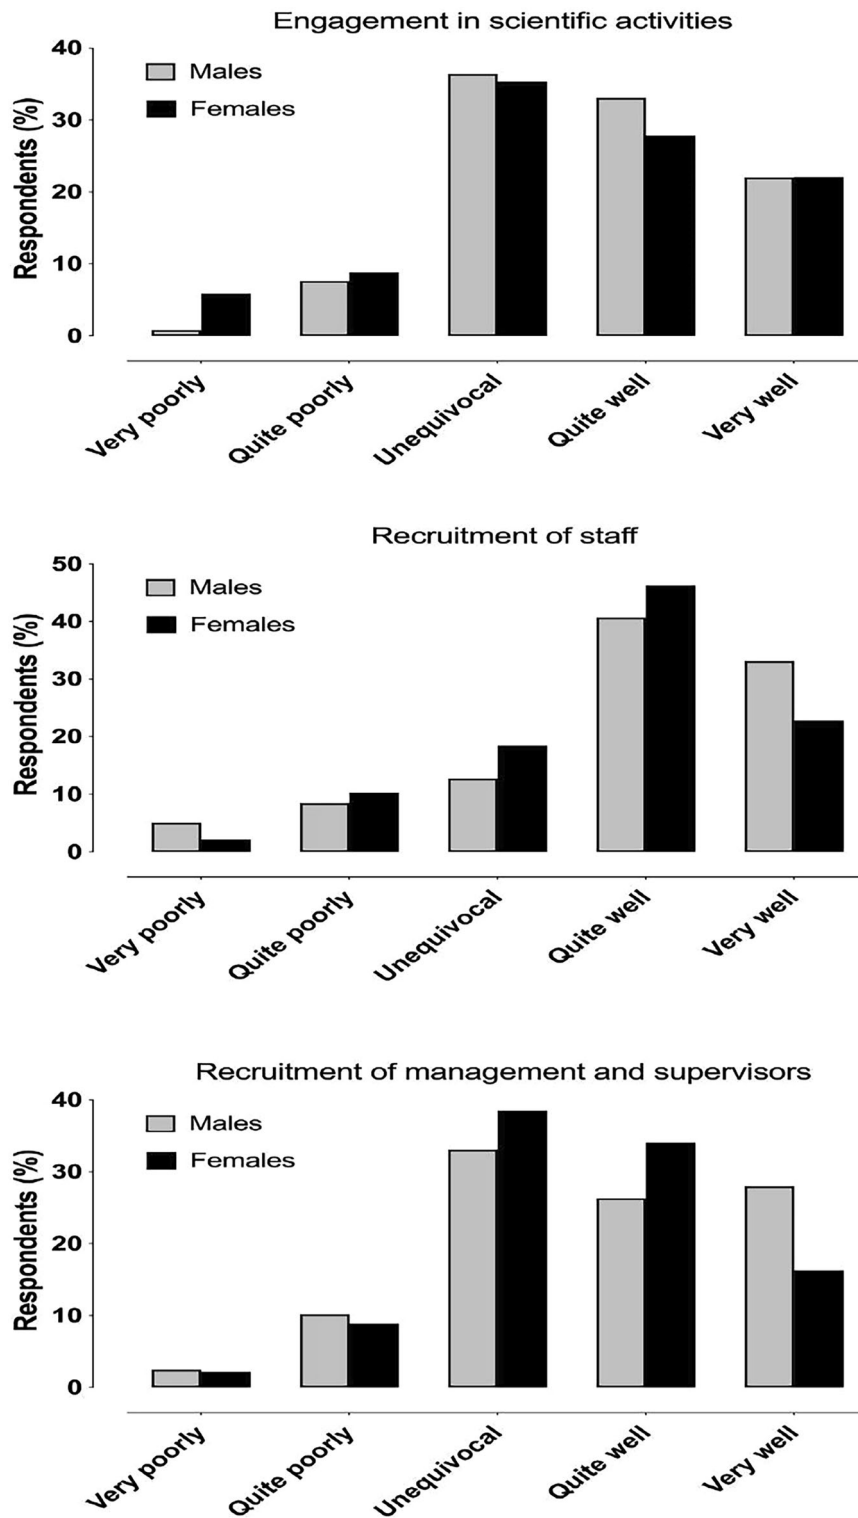 Engagement in scientific activities
Respondents (%)
40
30
20
10
0
Males
Females
Very poorly
Quite poorly
Unequivocal
Quite well
Very well
Recruitment of staff
Respondents (%)
50
40
30
20
10
0
Males
Females
Very poorly
Quite poorly
Unequivocal
Quite well
Very well
Recruitment of management and supervisors
Respondents (%)
40
30
20
10
0
Males
Females
Very poorly
Quite poorly
Unequivocal
Quite well
Very well